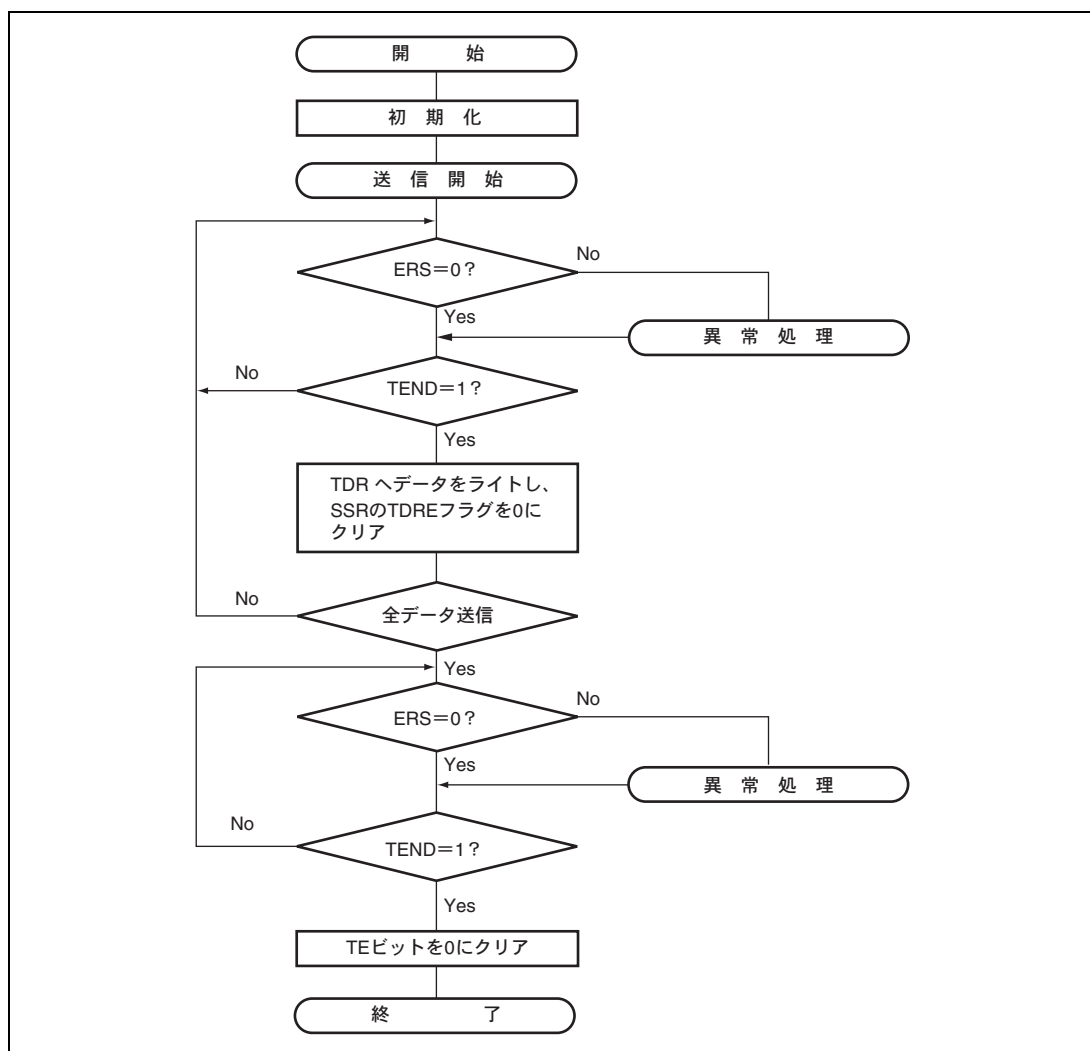 開 始
初 期 化
送 信 開 始
ERS=0?
No
Yes
異 常 処 理
No
TEND=1?
Yes
TDR へデータをライトし、
SSRのTDREフラグを0に
クリア
No
全データ送信
Yes
No
ERS=0?
Yes
異 常 処 理
No
TEND=1?
Yes
TEビットを0にクリア
終 了